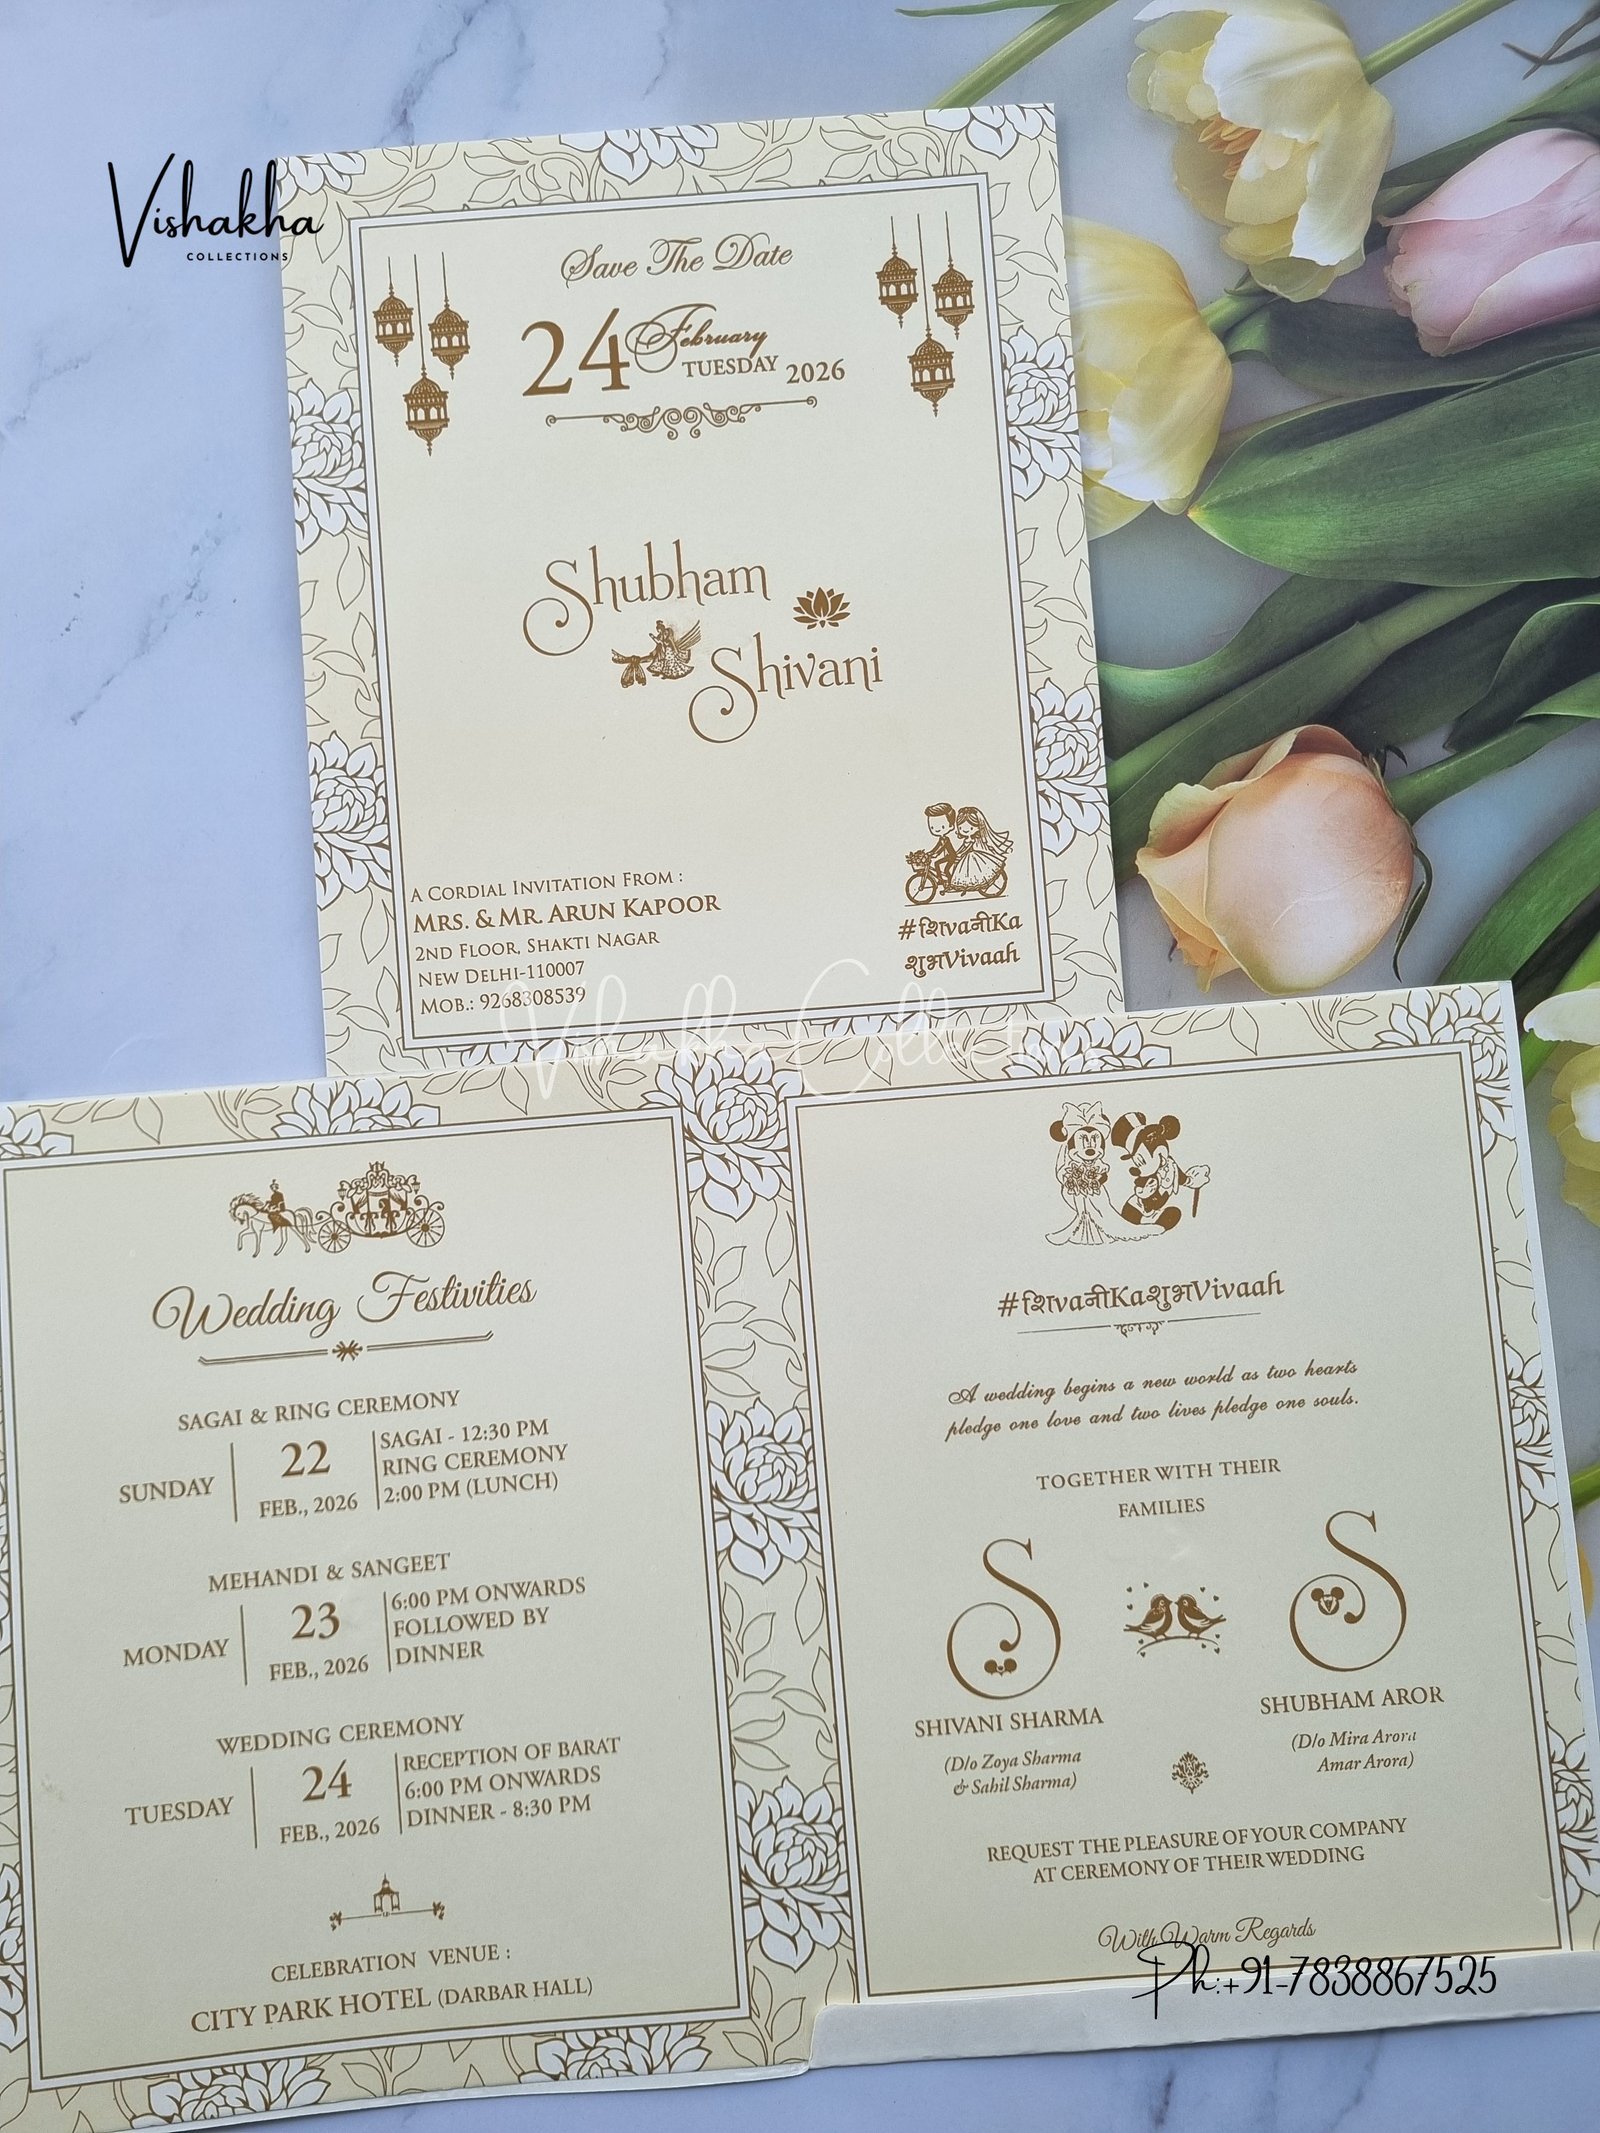 Vishakha
COLLECTIONS
Save The Date
24 February
TUESDAY 2026
Shubham
Shivani
A CORDIAL INVITATION FROM :
MRS. & MR. ARUN KAPOOR
2ND FLOOR, SHAKTI NAGAR
NEW DELHI-110007
MOB.: 9268308539
#शिvaनीKa
शुभVivaah
Vishakha Collections
Wedding Festivities
SAGAI & RING CEREMONY
SUNDAY
22
FEB., 2026
SAGAI - 12:30 PM
RING CEREMONY
2:00 PM (LUNCH)
MEHANDI & SANGEET
MONDAY
23
FEB., 2026
6:00 PM ONWARDS
FOLLOWED BY
DINNER
WEDDING CEREMONY
TUESDAY
24
FEB., 2026
RECEPTION OF BARAT
6:00 PM ONWARDS
DINNER - 8:30 PM
CELEBRATION VENUE :
CITY PARK HOTEL (DARBAR HALL)
#शिvaनीKaशुभVivaah
A wedding begins a new world as two hearts
pledge one love and two lives pledge one souls.
TOGETHER WITH THEIR
FAMILIES
S
S
SHIVANI SHARMA
(D/o Zoya Sharma
& Sahil Sharma)
SHUBHAM AROR
(D/o Mira Arora
Amar Arora)
REQUEST THE PLEASURE OF YOUR COMPANY
AT CEREMONY OF THEIR WEDDING
With Warm Regards
Ph:+91-7838867525